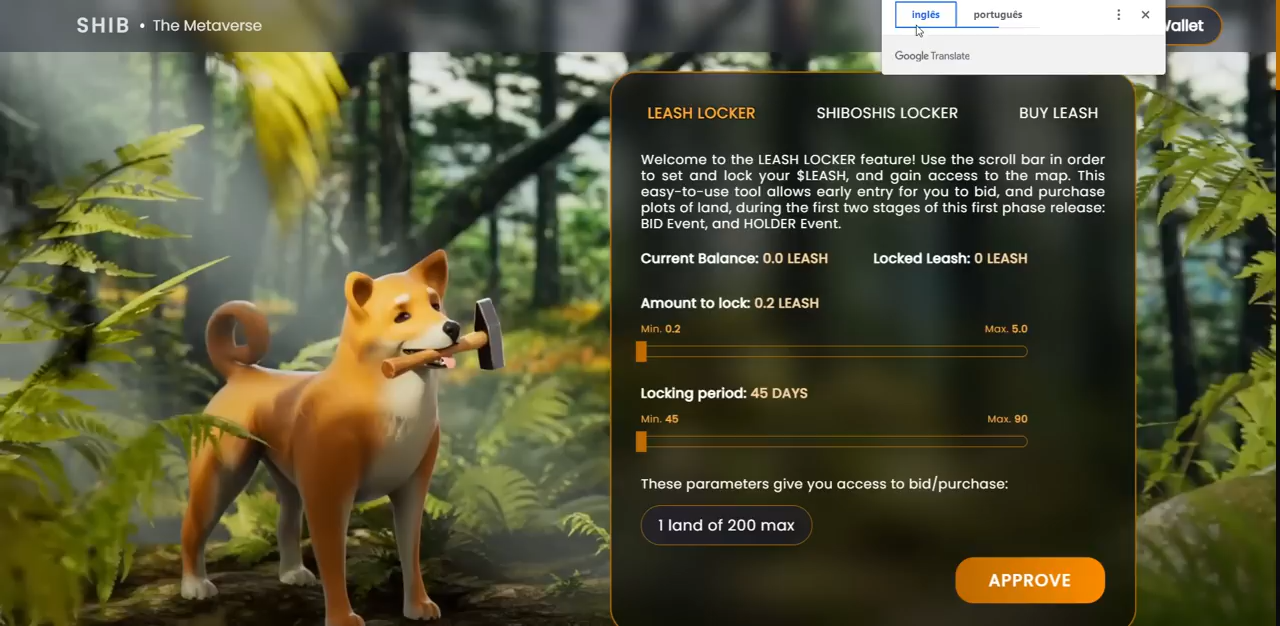 SHIB • The Metaverse
inglês português
Google Translate
LEASH LOCKER SHIBOSHIS LOCKER BUY LEASH
Welcome to the LEASH LOCKER feature! Use the scroll bar in order
to set and lock your $LEASH, and gain access to the map. This
easy-to-use tool allows early entry for you to bid, and purchase
plots of land, during the first two stages of this first phase release:
BID Event, and HOLDER Event.
Current Balance: 0.0 LEASH Locked Leash: 0 LEASH
Amount to lock: 0.2 LEASH
Min. 0.2 Max. 5.0
Locking period: 45 DAYS
Min. 45 Max. 90
These parameters give you access to bid/purchase:
1 land of 200 max
APPROVE